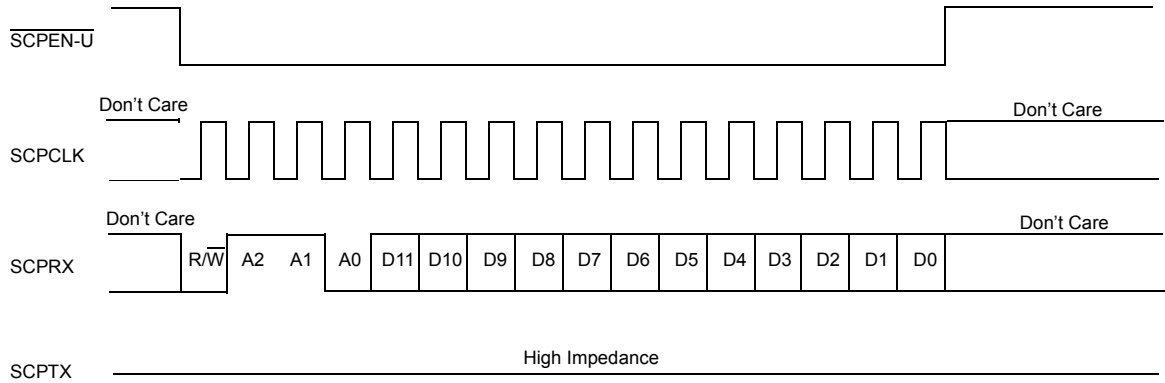 SCPEN-U
Don't Care
Don't Care
SCPCLK
Don't Care
Don't Care
SCPRX
R/W A2 A1 A0 D11 D10 D9 D8 D7 D6 D5 D4 D3 D2 D1 D0
High Impedance
SCPTX